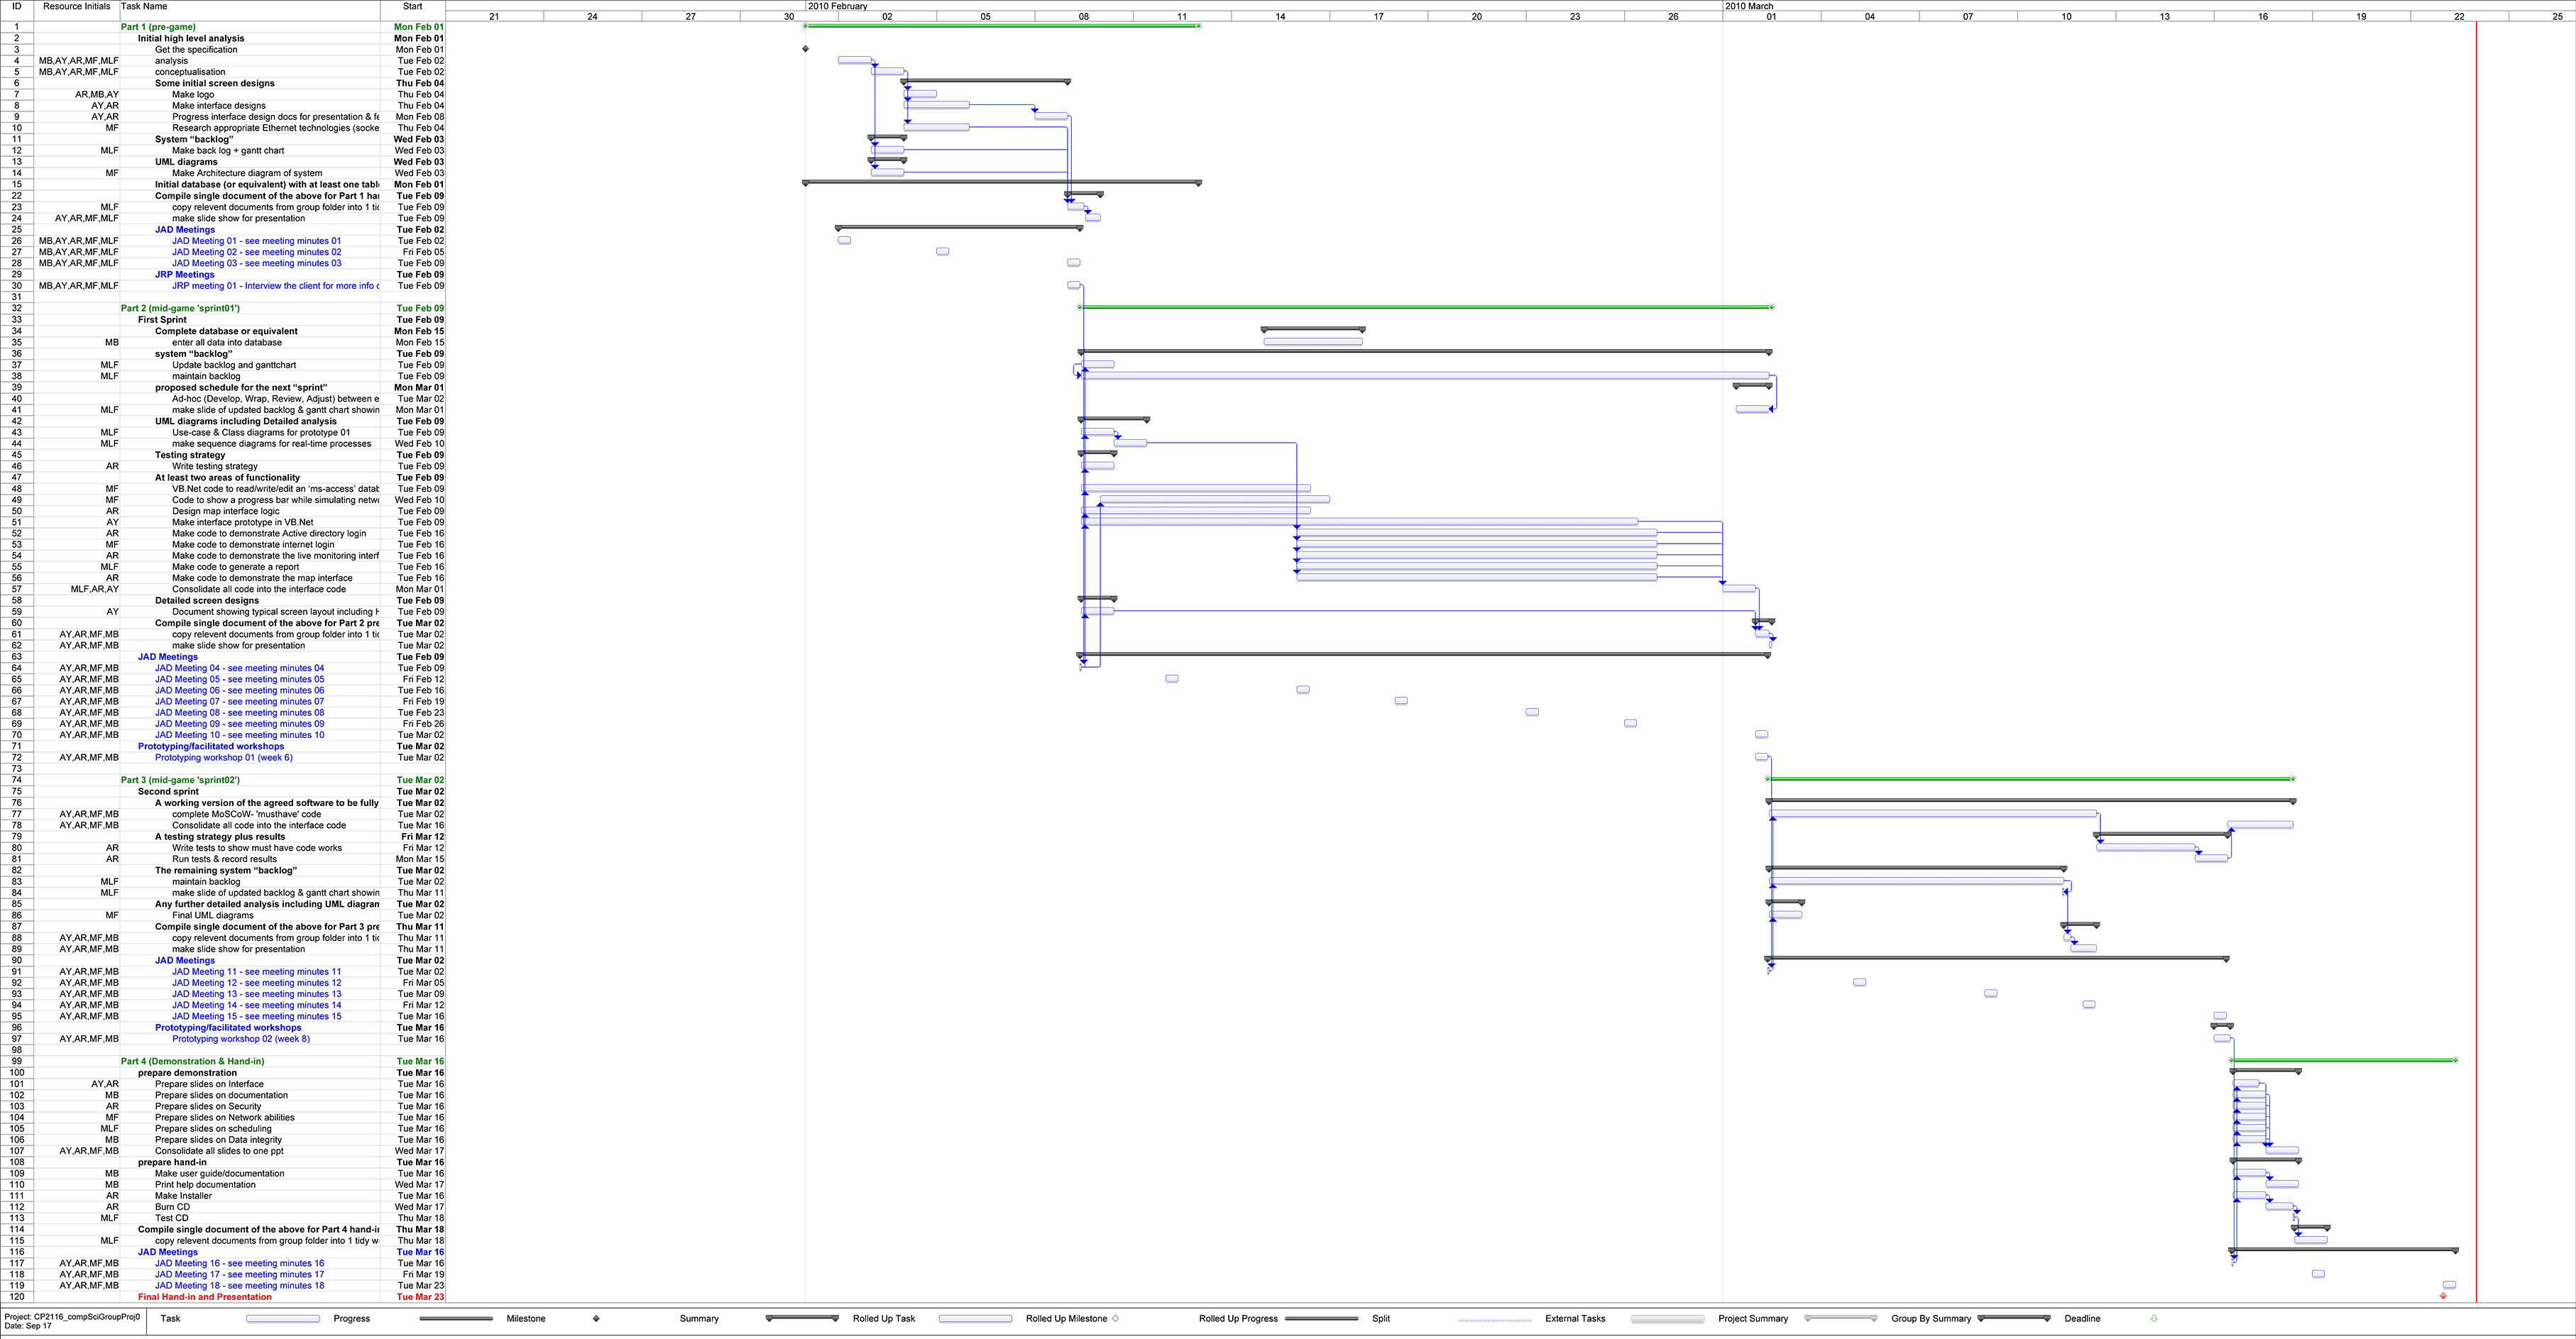 ID Resource Initials Task Name Start
2010 February 2010 March
21 24 27 30 02 05 08 11 14 17 20 23 26 01 04 07 10 13 16 19 22 25
1 Part 1 (pre-game) Mon Feb 01
2 Initial high level analysis Mon Feb 01
3 Get the specification Mon Feb 01
4 MB,AY,AR,MF,MLF analysis Tue Feb 02
5 MB,AY,AR,MF,MLF conceptualisation Tue Feb 02
6 Some initial screen designs Thu Feb 04
7 AR,MB,AY Make logo Thu Feb 04
8 AY,AR Make interface designs Thu Feb 04
9 AY,AR Progress interface design docs for presentation & fe Mon Feb 08
10 MF Research appropriate Ethernet technologies (socke Thu Feb 04
11 System “backlog” Wed Feb 03
12 MLF Make back log + gantt chart Wed Feb 03
13 UML diagrams Wed Feb 03
14 MF Make Architecture diagram of system Wed Feb 03
15 Initial database (or equivalent) with at least one tabl Mon Feb 01
22 Compile single document of the above for Part 1 ha Tue Feb 09
23 MLF copy relevent documents from group folder into 1 ti Tue Feb 09
24 AY,AR,MF,MLF make slide show for presentation Tue Feb 09
25 JAD Meetings Tue Feb 02
26 MB,AY,AR,MF,MLF JAD Meeting 01 - see meeting minutes 01 Tue Feb 02
27 MB,AY,AR,MF,MLF JAD Meeting 02 - see meeting minutes 02 Fri Feb 05
28 MB,AY,AR,MF,MLF JAD Meeting 03 - see meeting minutes 03 Tue Feb 09
29 JRP Meetings Tue Feb 09
30 MB,AY,AR,MF,MLF JRP meeting 01 - Interview the client for more info Tue Feb 09
31
32 Part 2 (mid-game 'sprint01') Tue Feb 09
33 First Sprint Tue Feb 09
34 Complete database or equivalent Mon Feb 15
35 MB enter all data into database Mon Feb 15
36 system “backlog” Tue Feb 09
37 MLF Update backlog and ganttchart Tue Feb 09
38 MLF maintain backlog Tue Feb 09
39 proposed schedule for the next “sprint” Mon Mar 01
40 Ad-hoc (Develop, Wrap, Review, Adjust) between e Tue Mar 02
41 MLF make slide of updated backlog & gantt chart showin Mon Mar 01
42 UML diagrams including Detailed analysis Tue Feb 09
43 MLF Use-case & Class diagrams for prototype 01 Tue Feb 09
44 MLF make sequence diagrams for real-time processes Wed Feb 10
45 Testing strategy Tue Feb 09
46 AR Write testing strategy Tue Feb 09
47 At least two areas of functionality Tue Feb 09
48 MF VB.Net code to read/write/edit an ‘ms-access’ datab Tue Feb 09
49 MF Code to show a progress bar while simulating netw Wed Feb 10
50 AR Design map interface logic Tue Feb 09
51 AY Make interface prototype in VB.Net Tue Feb 09
52 AR Make code to demonstrate Active directory login Tue Feb 16
53 MF Make code to demonstrate internet login Tue Feb 16
54 AR Make code to demonstrate the live monitoring interf Tue Feb 16
55 MLF Make code to generate a report Tue Feb 16
56 AR Make code to demonstrate the map interface Tue Feb 16
57 MLF,AR,AY Consolidate all code into the interface code Mon Mar 01
58 Detailed screen designs Tue Feb 09
59 AY Document showing typical screen layout including Tue Feb 09
60 Compile single document of the above for Part 2 pre Tue Mar 02
61 AY,AR,MF,MB copy relevent documents from group folder into 1 ti Tue Mar 02
62 AY,AR,MF,MB make slide show for presentation Tue Mar 02
63 JAD Meetings Tue Feb 09
64 AY,AR,MF,MB JAD Meeting 04 - see meeting minutes 04 Tue Feb 09
65 AY,AR,MF,MB JAD Meeting 05 - see meeting minutes 05 Fri Feb 12
66 AY,AR,MF,MB JAD Meeting 06 - see meeting minutes 06 Tue Feb 16
67 AY,AR,MF,MB JAD Meeting 07 - see meeting minutes 07 Fri Feb 19
68 AY,AR,MF,MB JAD Meeting 08 - see meeting minutes 08 Tue Feb 23
69 AY,AR,MF,MB JAD Meeting 09 - see meeting minutes 09 Fri Feb 26
70 AY,AR,MF,MB JAD Meeting 10 - see meeting minutes 10 Tue Mar 02
71 Prototyping/facilitated workshops Tue Mar 02
72 AY,AR,MF,MB Prototyping workshop 01 (week 6) Tue Mar 02
73
74 Part 3 (mid-game 'sprint02') Tue Mar 02
75 Second sprint Tue Mar 02
76 A working version of the agreed software to be fully Tue Mar 02
77 AY,AR,MF,MB complete MoSCoW- 'musthave' code Tue Mar 02
78 AY,AR,MF,MB Consolidate all code into the interface code Tue Mar 16
79 A testing strategy plus results Fri Mar 12
80 AR Write tests to show must have code works Fri Mar 12
81 AR Run tests & record results Mon Mar 15
82 The remaining system “backlog” Tue Mar 02
83 MLF maintain backlog Tue Mar 02
84 MLF make slide of updated backlog & gantt chart showin Thu Mar 11
85 Any further detailed analysis including UML diagran Tue Mar 02
86 MF Final UML diagrams Tue Mar 02
87 Compile single document of the above for Part 3 pre Thu Mar 11
88 AY,AR,MF,MB copy relevent documents from group folder into 1 ti Thu Mar 11
89 AY,AR,MF,MB make slide show for presentation Thu Mar 11
90 JAD Meetings Tue Mar 02
91 AY,AR,MF,MB JAD Meeting 11 - see meeting minutes 11 Tue Mar 02
92 AY,AR,MF,MB JAD Meeting 12 - see meeting minutes 12 Fri Mar 05
93 AY,AR,MF,MB JAD Meeting 13 - see meeting minutes 13 Tue Mar 09
94 AY,AR,MF,MB JAD Meeting 14 - see meeting minutes 14 Fri Mar 12
95 AY,AR,MF,MB JAD Meeting 15 - see meeting minutes 15 Tue Mar 16
96 Prototyping/facilitated workshops Tue Mar 16
97 AY,AR,MF,MB Prototyping workshop 02 (week 8) Tue Mar 16
98
99 Part 4 (Demonstration & Hand-in) Tue Mar 16
100 prepare demonstration Tue Mar 16
101 AY,AR Prepare slides on Interface Tue Mar 16
102 MB Prepare slides on documentation Tue Mar 16
103 AR Prepare slides on Security Tue Mar 16
104 MF Prepare slides on Network abilities Tue Mar 16
105 MLF Prepare slides on scheduling Tue Mar 16
106 MB Prepare slides on Data integrity Tue Mar 16
107 AY,AR,MF,MB Consolidate all slides to one ppt Wed Mar 17
108 prepare hand-in Tue Mar 16
109 MB Make user guide/documentation Tue Mar 16
110 MB Print help documentation Wed Mar 17
111 AR Make Installer Tue Mar 16
112 AR Burn CD Wed Mar 17
113 MLF Test CD Thu Mar 18
114 Compile single document of the above for Part 4 hand-i Thu Mar 18
115 MLF copy relevent documents from group folder into 1 tidy w Thu Mar 18
116 JAD Meetings Tue Mar 16
117 AY,AR,MF,MB JAD Meeting 16 - see meeting minutes 16 Tue Mar 16
118 AY,AR,MF,MB JAD Meeting 17 - see meeting minutes 17 Fri Mar 19
119 AY,AR,MF,MB JAD Meeting 18 - see meeting minutes 18 Tue Mar 23
120 Final Hand-in and Presentation Tue Mar 23
Project: CP2116_compSciGroupProj0
Date: Sep 17
Task Progress Milestone Summary Rolled Up Task Rolled Up Milestone Rolled Up Progress Split External Tasks Project Summary Group By Summary Deadline